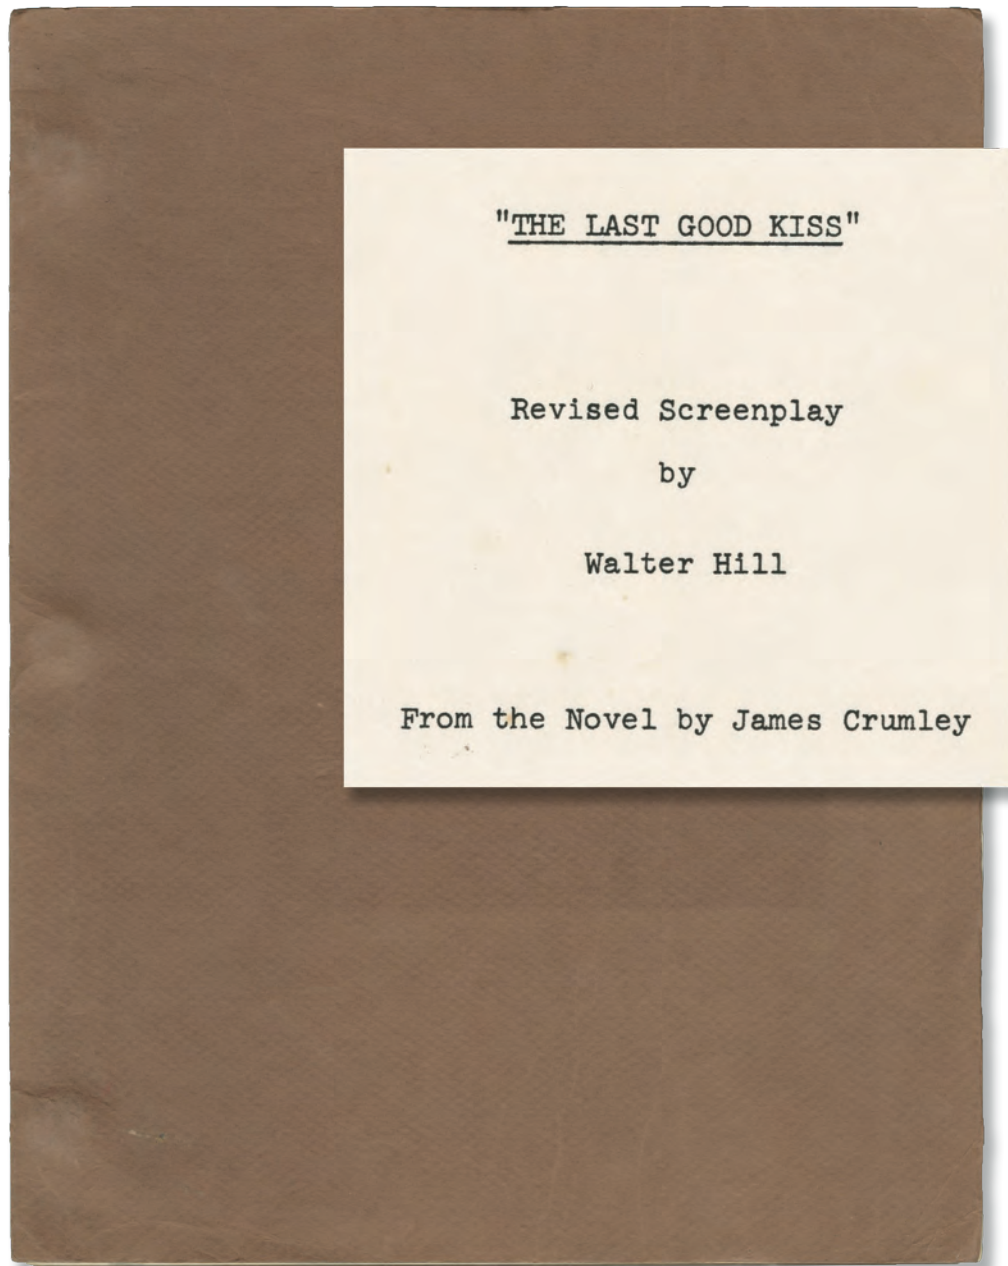 "THE LAST GOOD KISS"
Revised Screenplay
by
Walter Hill
From the Novel by James Crumley